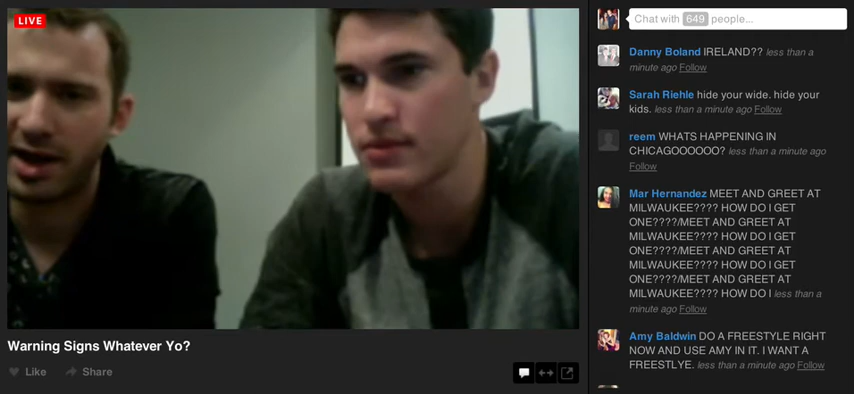 LIVE
Warning Signs Whatever Yo?
Like Share
Chat with 649 people...
Danny Boland IRELAND?? less than a
minute ago Follow
Sarah Riehle hide your wide. hide your
kids. less than a minute ago Follow
reem WHATS HAPPENING IN
CHICAGOOOOOO? less than a minute ago
Follow
Mar Hernandez MEET AND GREET AT
MILWAUKEE???? HOW DO I GET
ONE????/MEET AND GREET AT
MILWAUKEE???? HOW DO I GET
ONE????/MEET AND GREET AT
MILWAUKEE???? HOW DO I GET
ONE????/MEET AND GREET AT
MILWAUKEE???? HOW DO I less than a
minute ago Follow
Amy Baldwin DO A FREESTYLE RIGHT
NOW AND USE AMY IN IT. I WANT A
FREESTLYE. less than a minute ago Follow